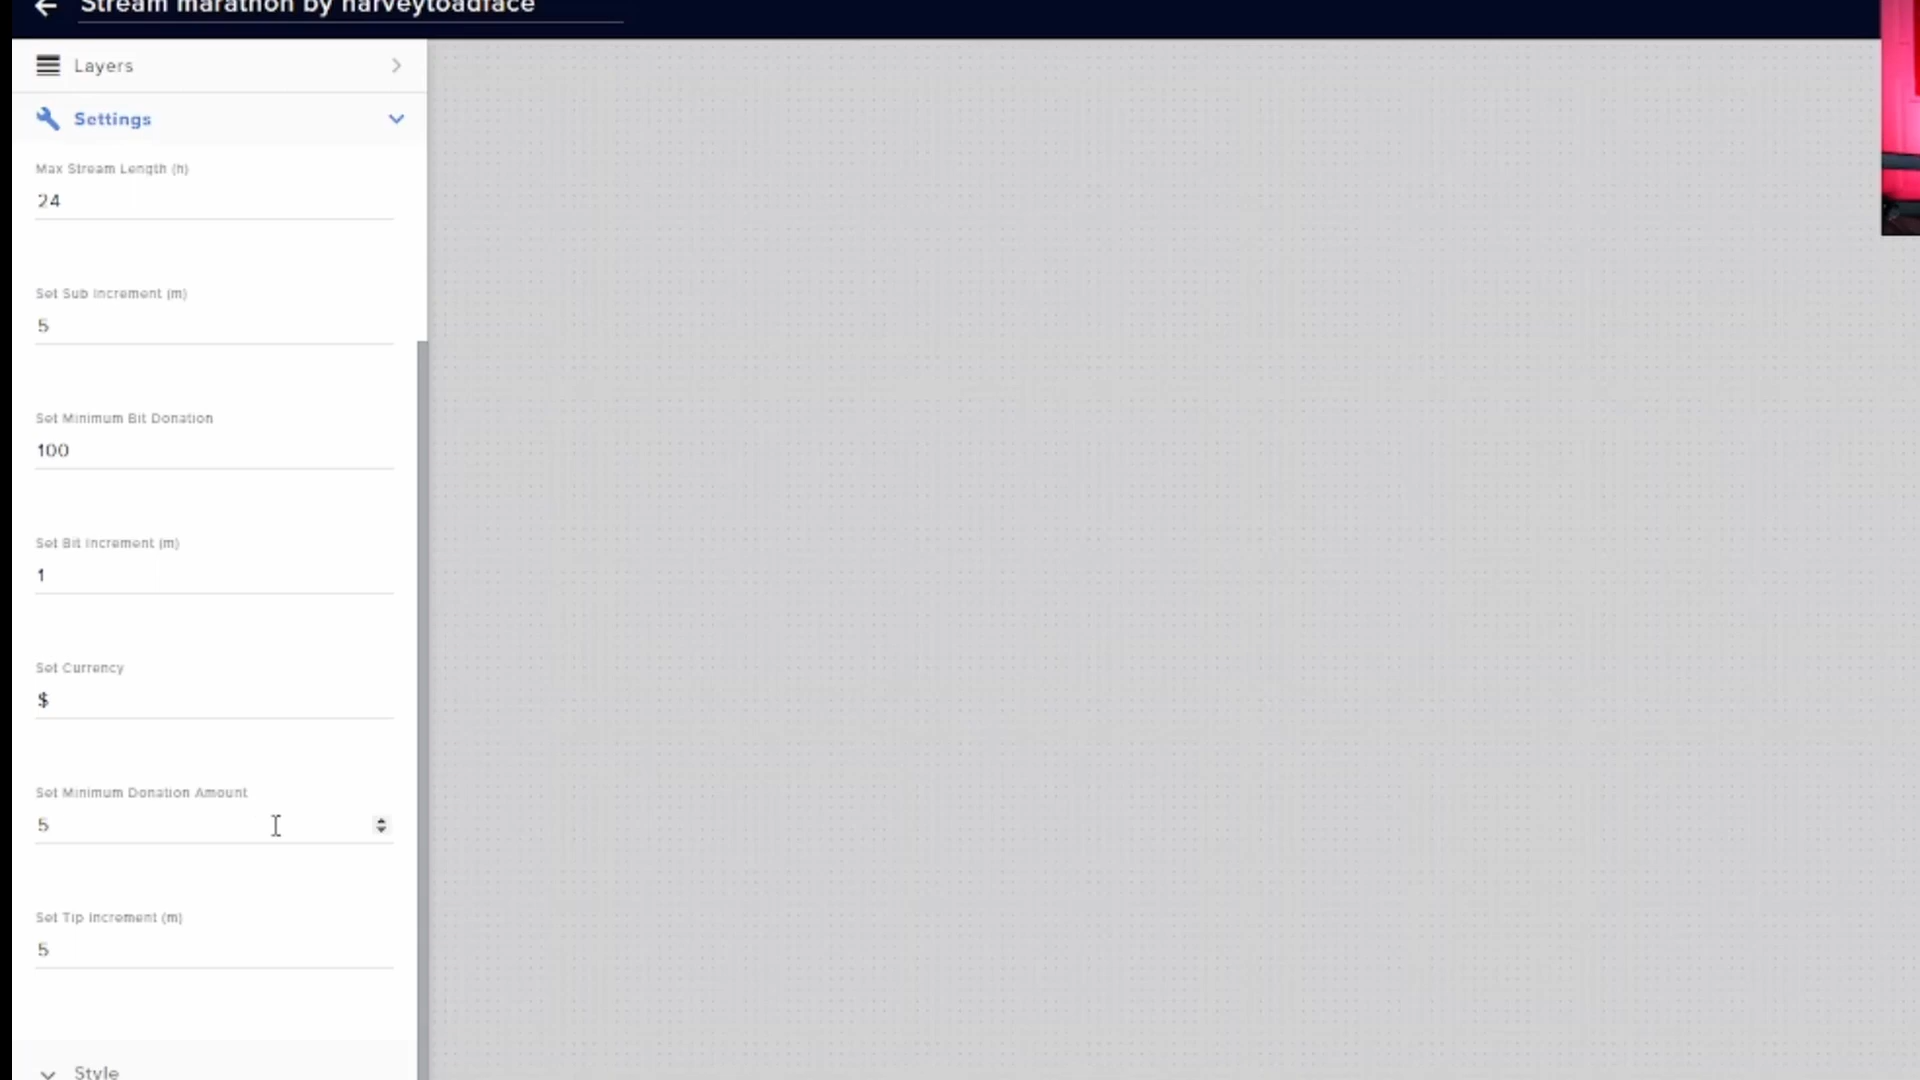 Stream marathon by harveytoadface
Layers
Settings
Max Stream Length (h)
24
Set Sub Increment (m)
5
Set Minimum Bit Donation
100
Set Bit Increment (m)
1
Set Currency
$
Set Minimum Donation Amount
5
Set Tip Increment (m)
5
Style